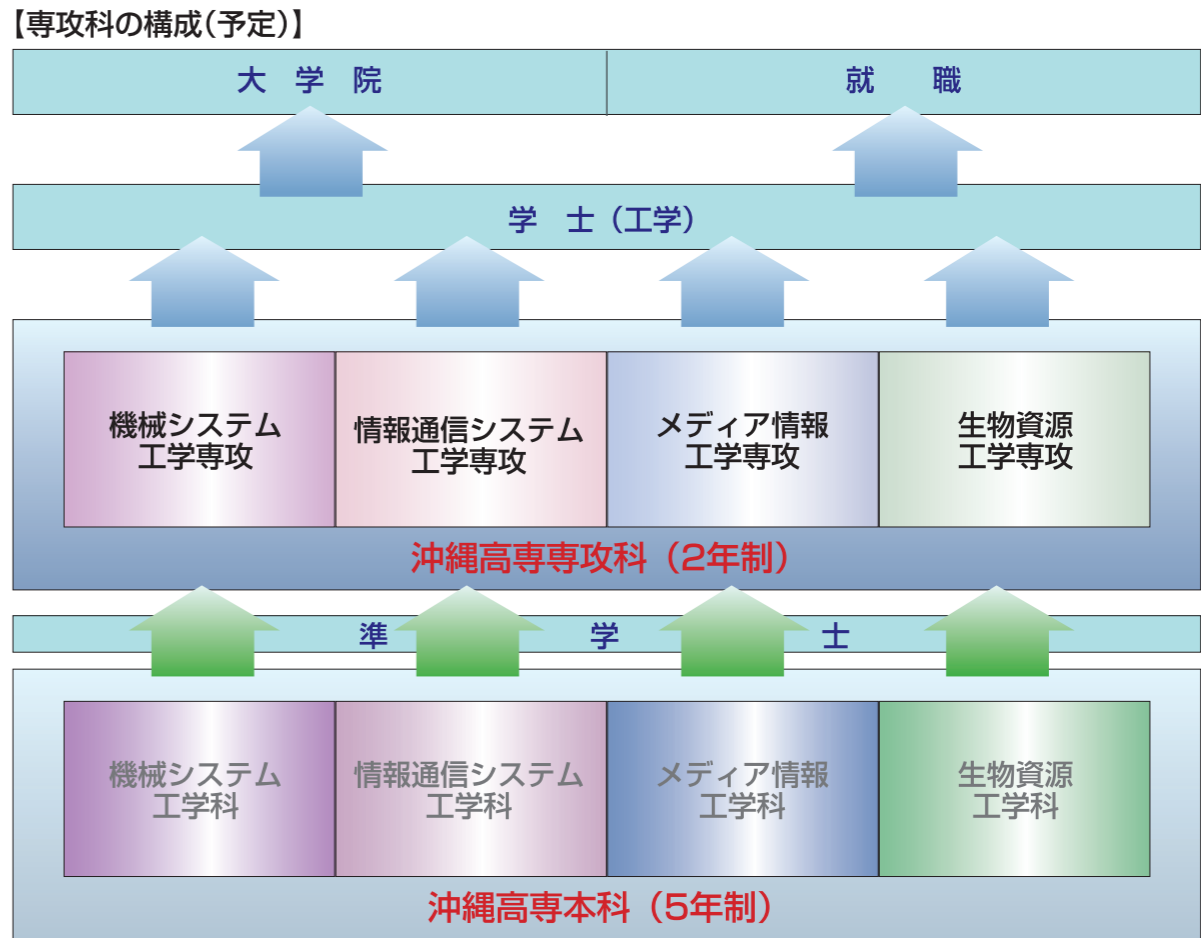 【専攻科の構成(予定)】
大　学　院
就　　職
学　士（工学）
機械システム
工学専攻
情報通信システム
工学専攻
メディア情報
工学専攻
生物資源
工学専攻
沖縄高専専攻科（2年制）
準　学　士
機械システム
工学科
情報通信システム
工学科
メディア情報
工学科
生物資源
工学科
沖縄高専本科（5年制）